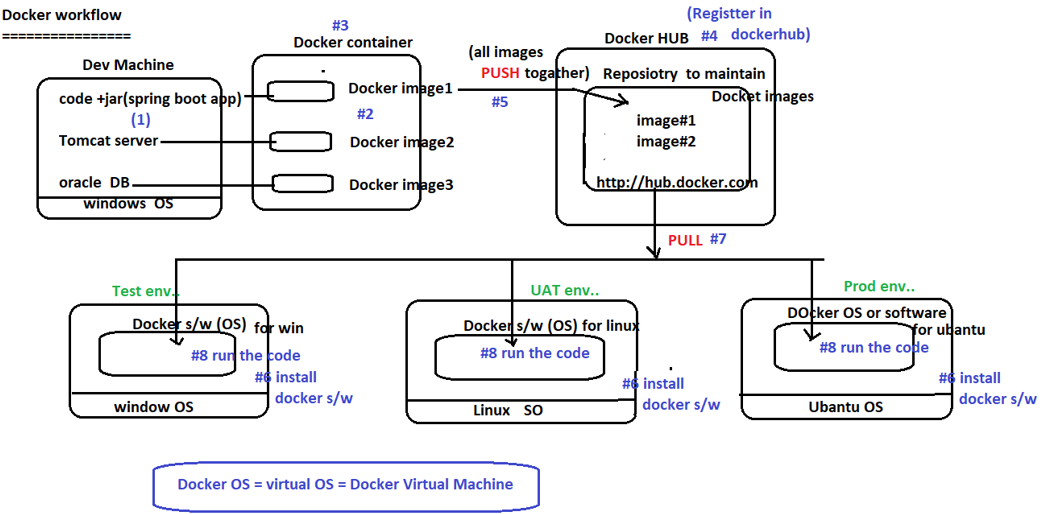 Docker workflow
================
Dev Machine
code +jar(spring boot app)
(1)
Tomcat server
oracle DB
windows OS
#3
Docker container
Docker image1
#2
Docker image2
Docker image3
(all images
PUSH togather)
#5
(Registter in
dockerhub)
Docker HUB #4
Reposiotry to maintain
Docket images
image#1
image#2
http://hub.docker.com
PULL #7
Test env..
Docker s/w (OS) for win
#8 run the code
#6 install
docker s/w
window OS
UAT env..
Docker s/w (OS) for linux
#8 run the code
#6 install
docker s/w
Linux SO
Prod env..
DOcker OS or software
for ubantu
#8 run the code
#6 install
docker s/w
Ubantu OS
Docker OS = virtual OS = Docker Virtual Machine